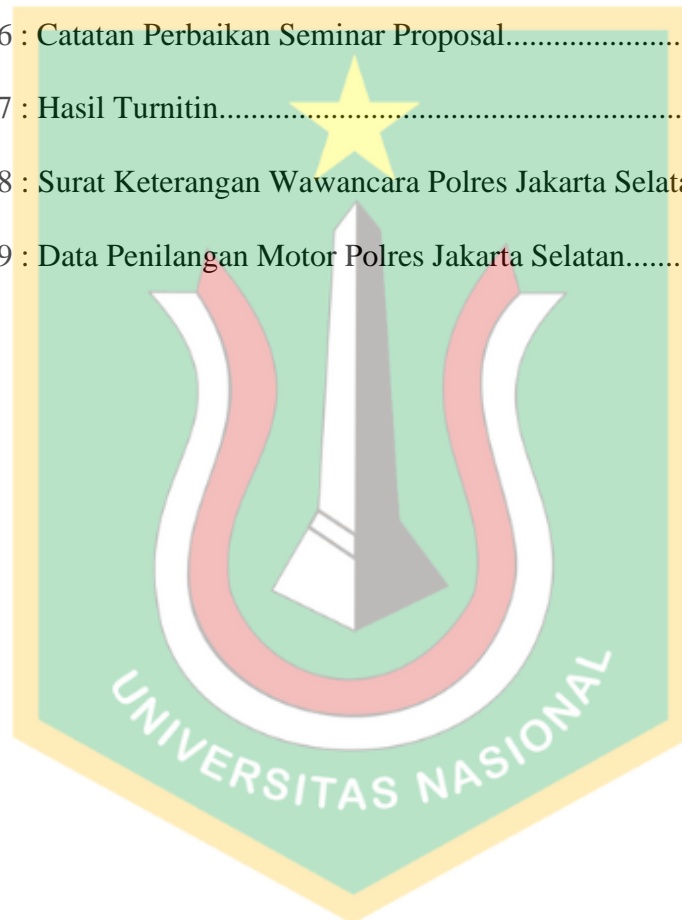 6 : Catatan Perbaikan Seminar Proposal......................
7 : Hasil Turnitin..........................................................
8 : Surat Keterangan Wawancara Polres Jakarta
9 : Data Penilangan Motor Polres Jakarta Selatan.......
UNIVERSITAS NASIONAL